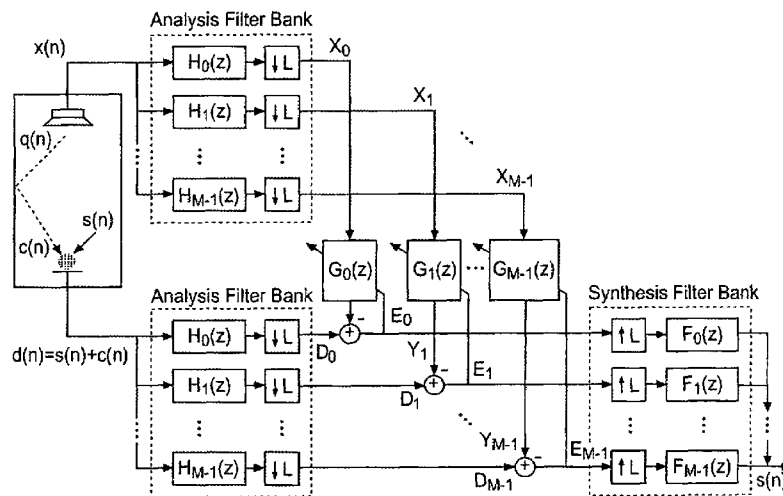 Analysis Filter Bank
x(n)
H0(z)
↓L
X0
H1(z)
↓L
X1
q(n)
HM-1(z)
↓L
XM-1
s(n)
c(n)
G0(z)
G1(z)
GM-1(z)
Analysis Filter Bank
Synthesis Filter Bank
d(n)=s(n)+c(n)
H0(z)
↓L
D0
+
-
E0
Y1
↑L
F0(z)
H1(z)
↓L
D1
+
-
E1
↑L
F1(z)
YM-1
HM-1(z)
↓L
DM-1
+
-
EM-1
↑L
FM-1(z)
s(n)